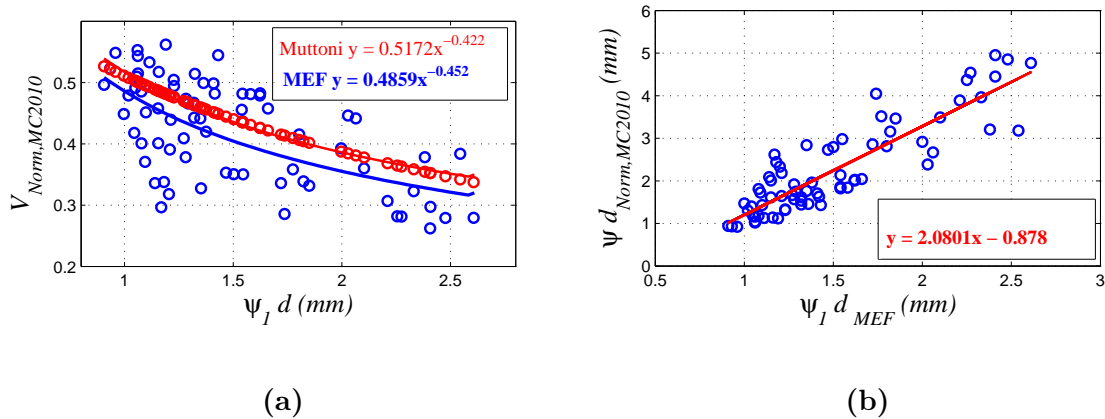 Muttoni y = 0.5172x^−0.422
MEF y = 0.4859x^−0.452
V_Norm,MC2010
0.5
0.4
0.3
0.2
1 1.5 2 2.5
ψ_1 d (mm)
(a)
ψ d_Norm,MC2010 (mm)
6
5
4
3
2
1
0
y = 2.0801x − 0.878
0.5 1 1.5 2 2.5 3
ψ_1 d_MEF (mm)
(b)